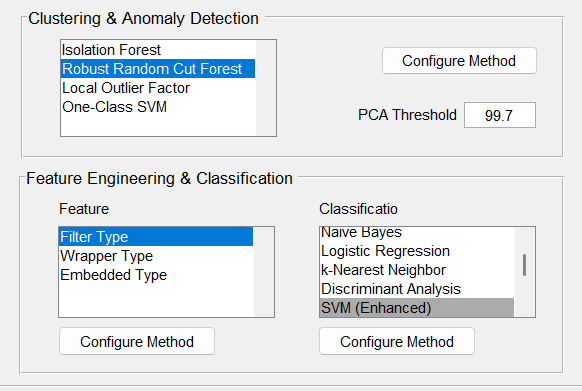 Clustering & Anomaly Detection
Isolation Forest
Robust Random Cut Forest
Local Outlier Factor
One-Class SVM
Configure Method
PCA Threshold 99.7
Feature Engineering & Classification
Feature
Filter Type
Wrapper Type
Embedded Type
Configure Method
Classificatio
Naive Bayes
Logistic Regression
k-Nearest Neighbor
Discriminant Analysis
SVM (Enhanced)
Configure Method